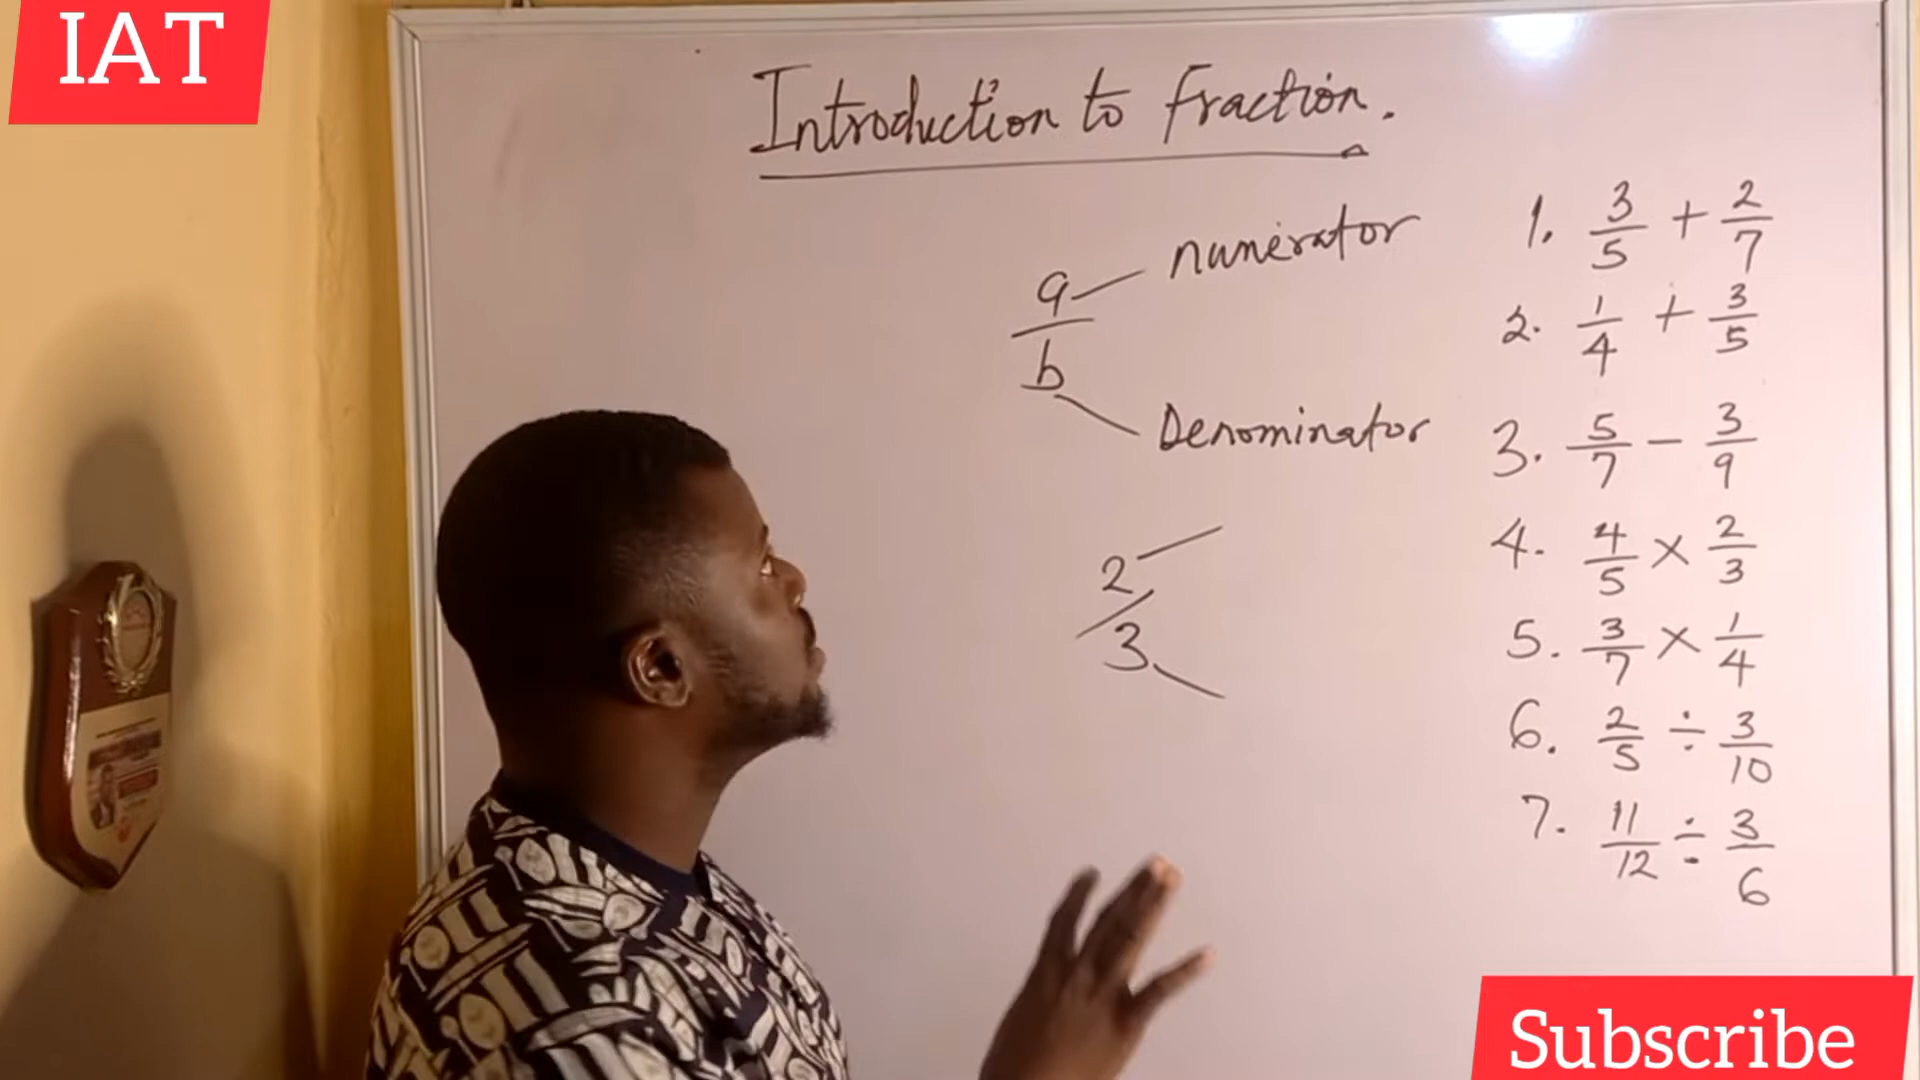 IAT
Introduction to fraction.
a/b
numerator
Denominator
2/3
1. 3/5 + 2/7
2. 1/4 + 3/5
3. 5/7 - 3/9
4. 4/5 × 2/3
5. 3/7 × 1/4
6. 2/5 ÷ 3/10
7. 11/12 ÷ 3/6
Subscribe